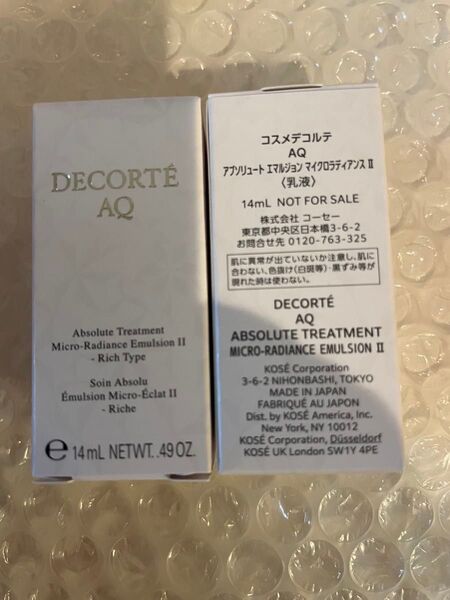 DECORTÉ
AQ
Absolute Treatment
Micro-Radiance Emulsion II
- Rich Type
Soin Absolu
Émulsion Micro-Éclat II
- Riche
℮ 14 mL NETWT. .49 OZ.
コスメデコルテ
AQ
アブソリュート エマルジョン マイクロラディアンス II
〈乳液〉
14mL NOT FOR SALE
株式会社 コーセー
東京都中央区日本橋3-6-2
お問合せ先 0120-763-325
肌に異常が出ていないか注意し、肌に
合わない、色抜け(白斑等)・黒ずみ等が
現れた時は使わない。
DECORTÉ
AQ
ABSOLUTE TREATMENT
MICRO-RADIANCE EMULSION II
KOSÉ Corporation
3-6-2 NIHONBASHI, TOKYO
MADE IN JAPAN
FABRIQUÉ AU JAPON
Dist. by KOSÉ America, Inc.
New York, NY 10012
KOSÉ Corporation, Düsseldorf
KOSÉ UK London SW1Y 4PE